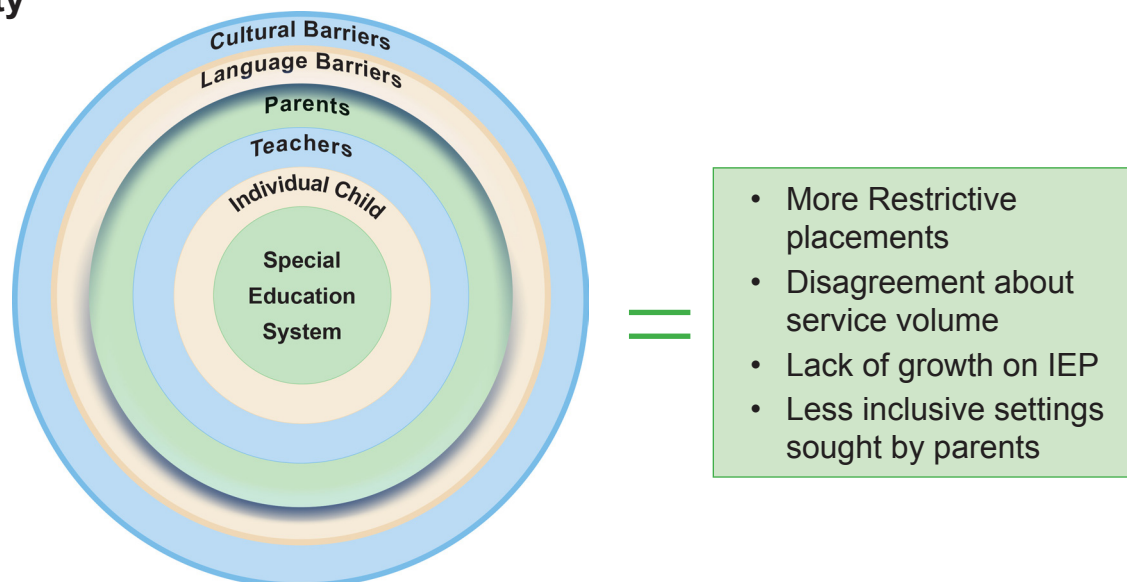 ty
Cultural Barriers
Language Barriers
Parents
Teachers
Individual Child
Special
Education
System
=
• More Restrictive
placements
• Disagreement about
service volume
• Lack of growth on IEP
• Less inclusive settings
sought by parents